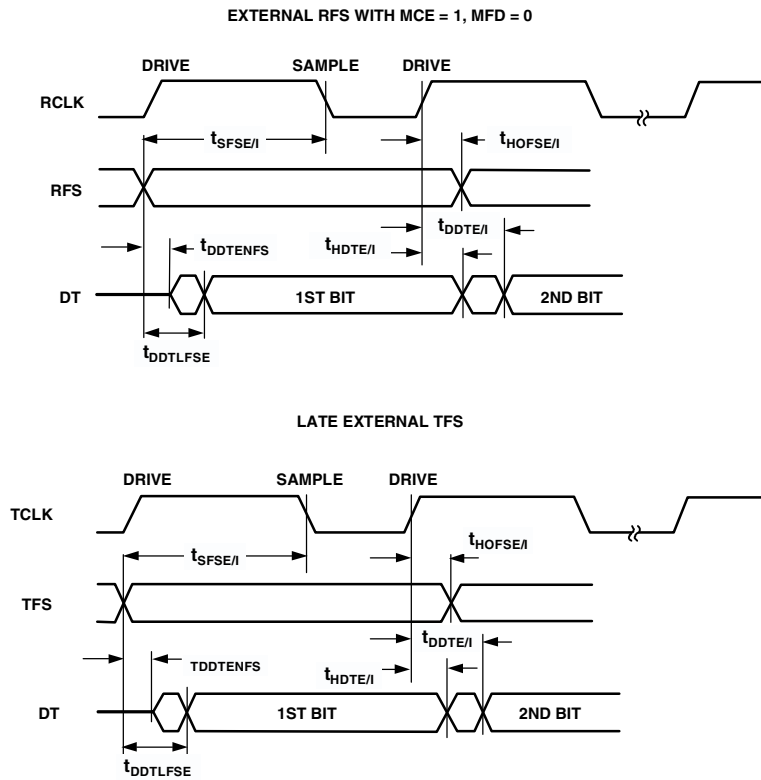 EXTERNAL RFS WITH MCE = 1, MFD = 0
DRIVE SAMPLE DRIVE
RCLK
tSFSE/I tHOFSE/I
RFS
tDDTE/I
tDDTENFS tHDTE/I
DT 1ST BIT 2ND BIT
tDDTLFSE
LATE EXTERNAL TFS
DRIVE SAMPLE DRIVE
TCLK
tSFSE/I tHOFSE/I
TFS
tDDTE/I
TDDTENFS tHDTE/I
DT 1ST BIT 2ND BIT
tDDTLFSE